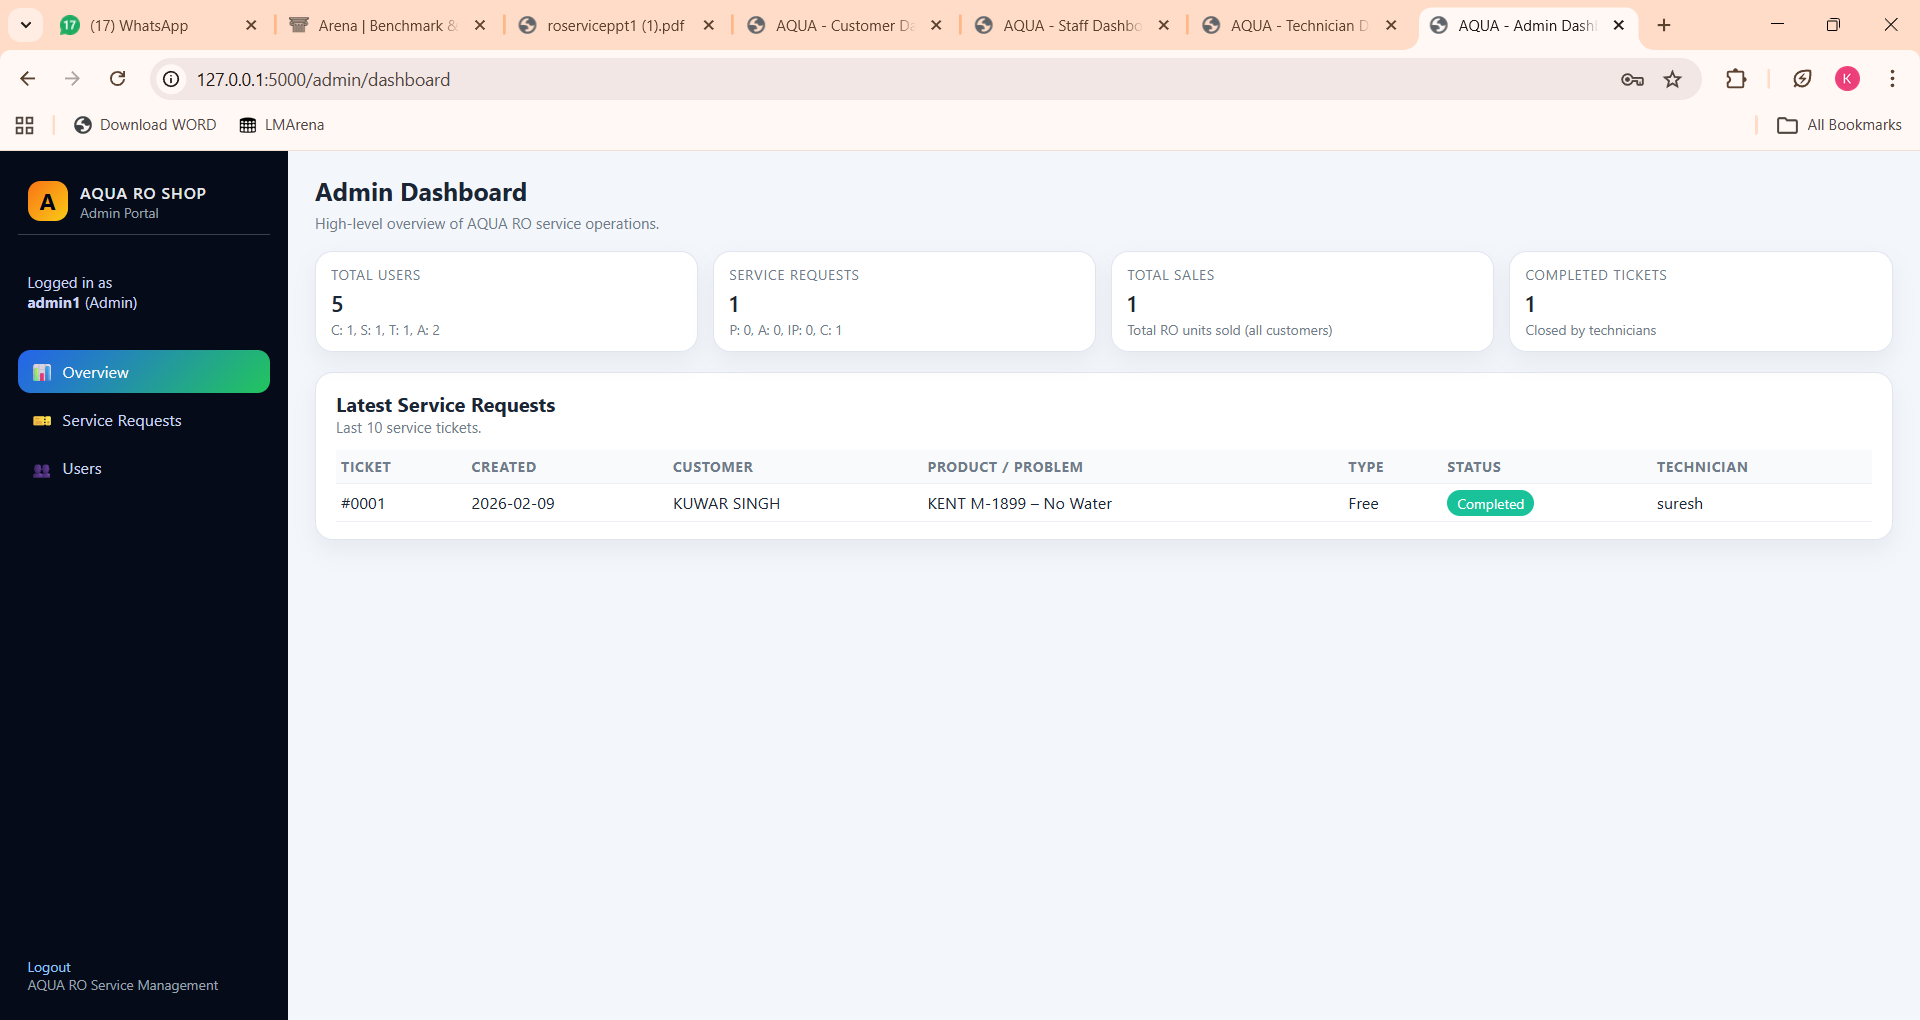 17
(17) WhatsApp
Arena | Benchmark &
roserviceppt1 (1).pdf
AQUA - Customer Da
AQUA - Staff Dashbo
AQUA - Technician D
AQUA - Admin Dash
127.0.0.1:5000/admin/dashboard
K
Download WORD
LMArena
All Bookmarks
A
AQUA RO SHOP
Admin Portal
Logged in as
admin1 (Admin)
Overview
Service Requests
Users
Logout
AQUA RO Service Management
Admin Dashboard
High-level overview of AQUA RO service operations.
TOTAL USERS
5
C: 1, S: 1, T: 1, A: 2
SERVICE REQUESTS
1
P: 0, A: 0, IP: 0, C: 1
TOTAL SALES
1
Total RO units sold (all customers)
COMPLETED TICKETS
1
Closed by technicians
Latest Service Requests
Last 10 service tickets.
TICKET CREATED CUSTOMER PRODUCT / PROBLEM TYPE STATUS TECHNICIAN
#0001 2026-02-09 KUWAR SINGH KENT M-1899 – No Water Free Completed suresh